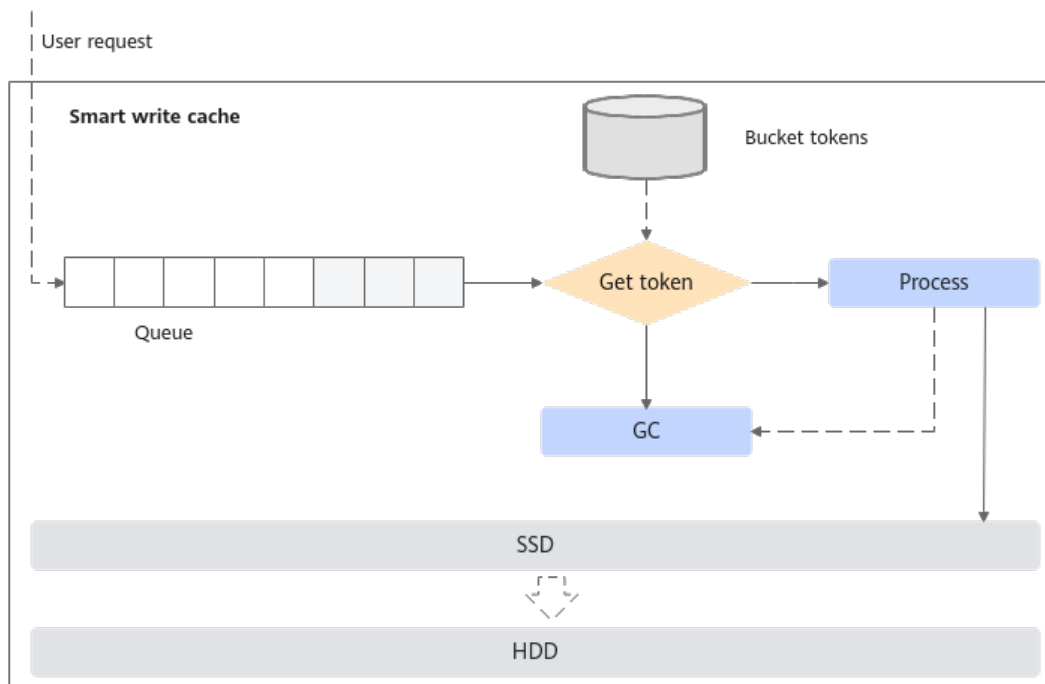 User request
Smart write cache
Bucket tokens
Get token
Process
Queue
GC
SSD
HDD